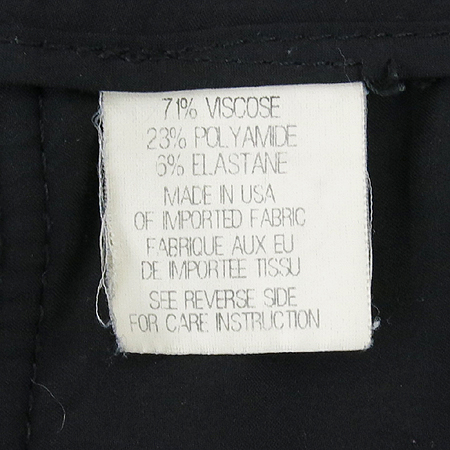 71% VISCOSE
23% POLYAMIDE
6% ELASTANE
MADE IN USA
OF IMPORTED FABRIC
FABRIQUE AUX EU
DE IMPORTEE TISSU
SEE REVERSE SIDE
FOR CARE INSTRUCTION